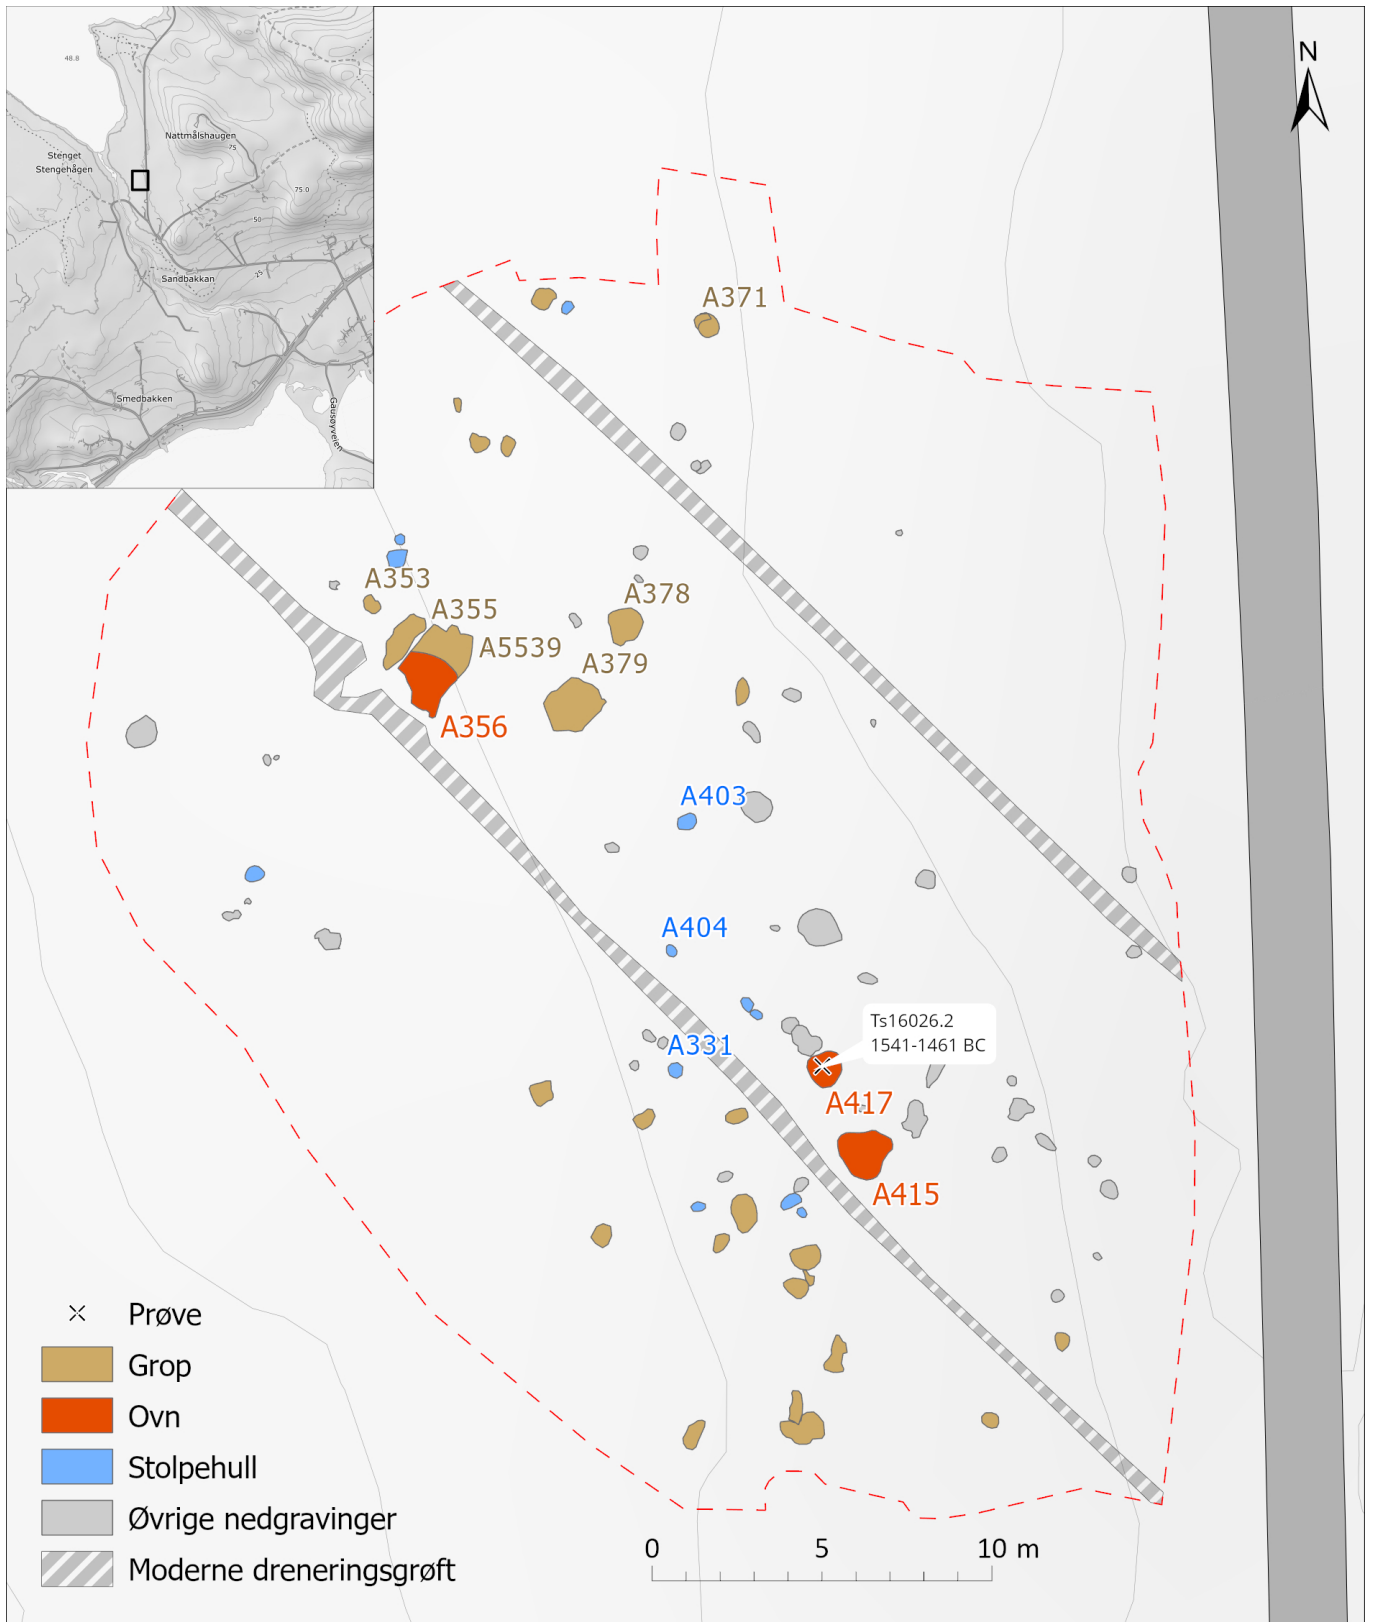 48.8
Nattmålshaugen
75
Stenget
Stengehågen
75.0
50
Sandbakkan
25
Smedbakken
Gausøyveien
N
A371
A353
A355
A378
A5539
A379
A356
A403
A404
Ts16026.2
1541-1461 BC
A331
A417
A415
Prøve
Grop
Ovn
Stolpehull
Øvrige nedgravinger
Moderne dreneringsgrøft
0 5 10 m